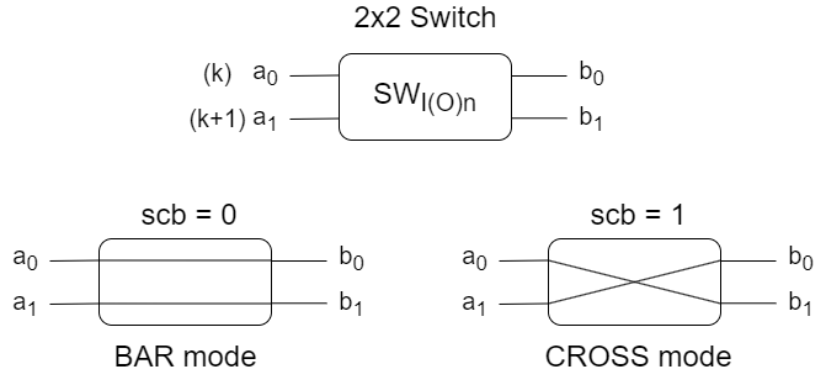 2x2 Switch
(k) a₀ SW_I(O)n b₀
(k+1) a₁ b₁
scb = 0 scb = 1
a₀ b₀ a₀ b₀
a₁ b₁ a₁ b₁
BAR mode CROSS mode